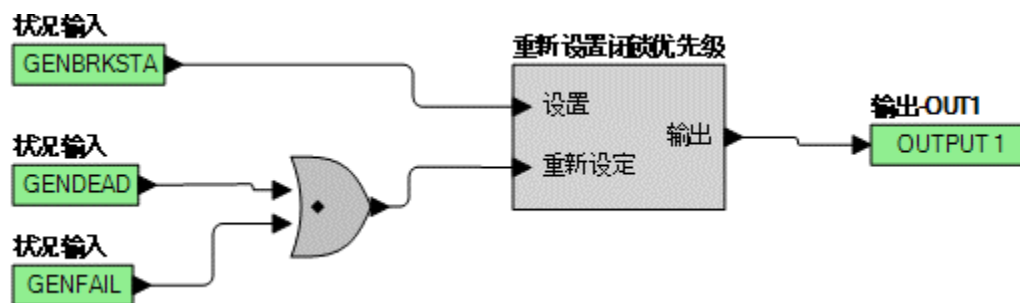 状况输入
GENBRKSTA
重新设置闭锁优先级
设置
输出
重新设定
输出-OUT1
OUTPUT 1
状况输入
GENDEAD
状况输入
GENFAIL